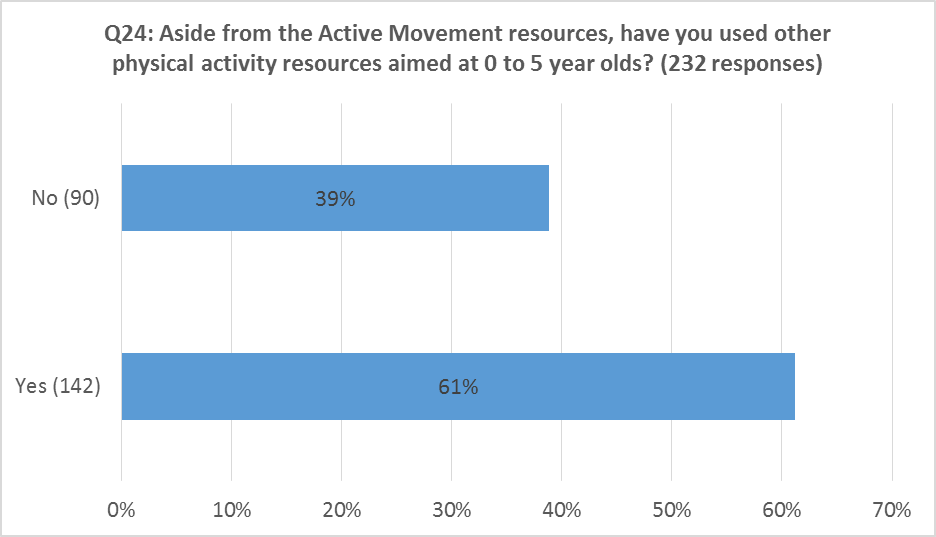 Q24: Aside from the Active Movement resources, have you used other
physical activity resources aimed at 0 to 5 year olds? (232 responses)
No (90)
39%
Yes (142)
61%
0% 10% 20% 30% 40% 50% 60% 70%